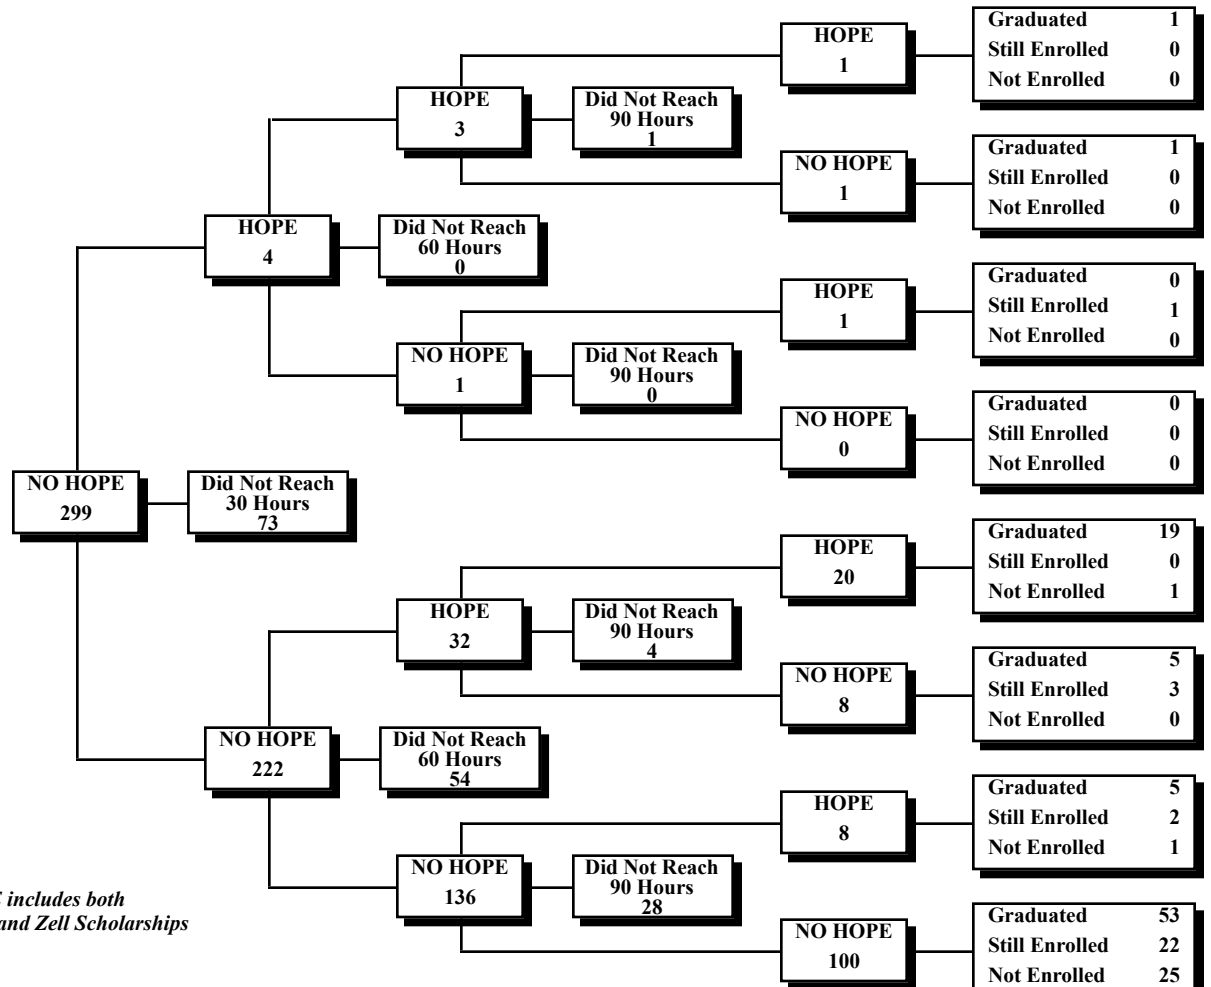 Graduated 1
HOPE
Still Enrolled 0
1
Not Enrolled 0
HOPE
3
Did Not Reach
90 Hours
1
Graduated 1
NO HOPE
Still Enrolled 0
1
Not Enrolled 0
HOPE
4
Did Not Reach
60 Hours
0
Graduated 0
HOPE
Still Enrolled 1
1
Not Enrolled 0
NO HOPE
1
Did Not Reach
90 Hours
0
Graduated 0
NO HOPE
Still Enrolled 0
0
Not Enrolled 0
NO HOPE
299
Did Not Reach
30 Hours
73
Graduated 19
HOPE
Still Enrolled 0
20
Not Enrolled 1
HOPE
32
Did Not Reach
90 Hours
4
Graduated 5
NO HOPE
Still Enrolled 3
8
Not Enrolled 0
NO HOPE
222
Did Not Reach
60 Hours
54
Graduated 5
HOPE
Still Enrolled 2
8
Not Enrolled 1
NO HOPE
136
Did Not Reach
90 Hours
28
includes both
and Zell Scholarships
Graduated 53
NO HOPE
Still Enrolled 22
100
Not Enrolled 25